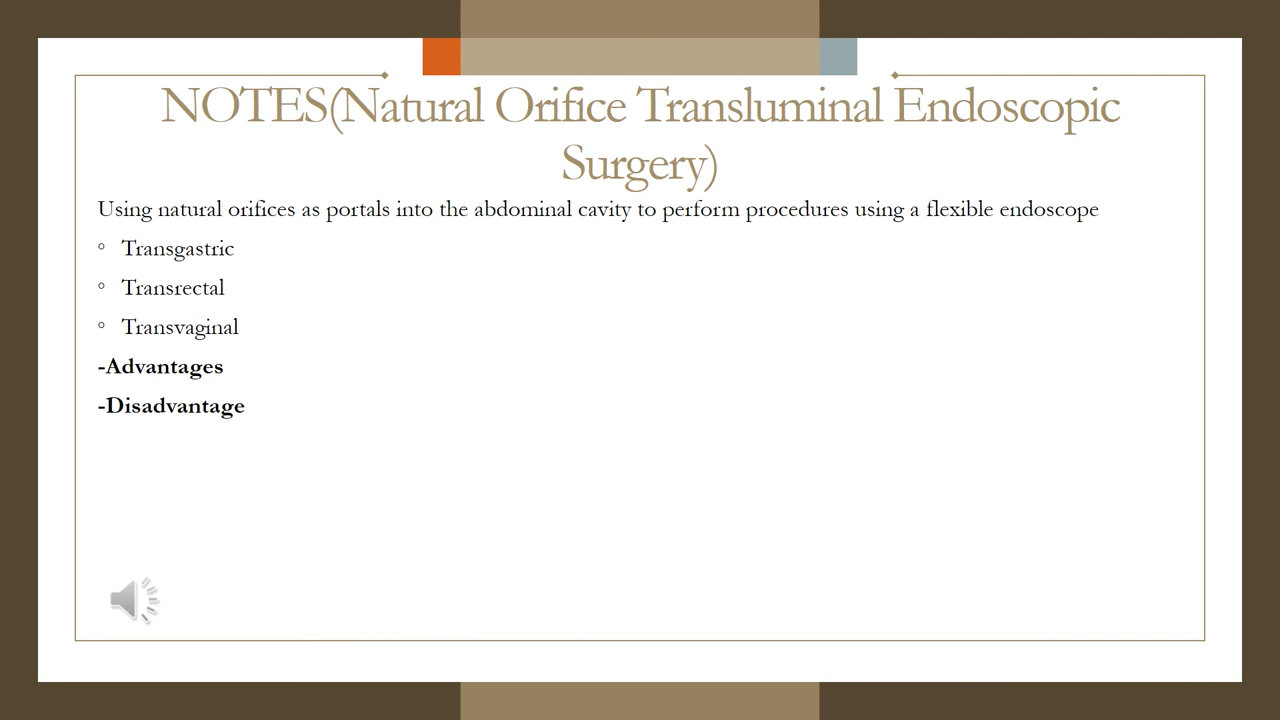 NOTES(Natural Orifice Transluminal Endoscopic
Surgery)
Using natural orifices as portals into the abdominal cavity to perform procedures using a flexible endoscope
◦ Transgastric
◦ Transrectal
◦ Transvaginal
-Advantages
-Disadvantage